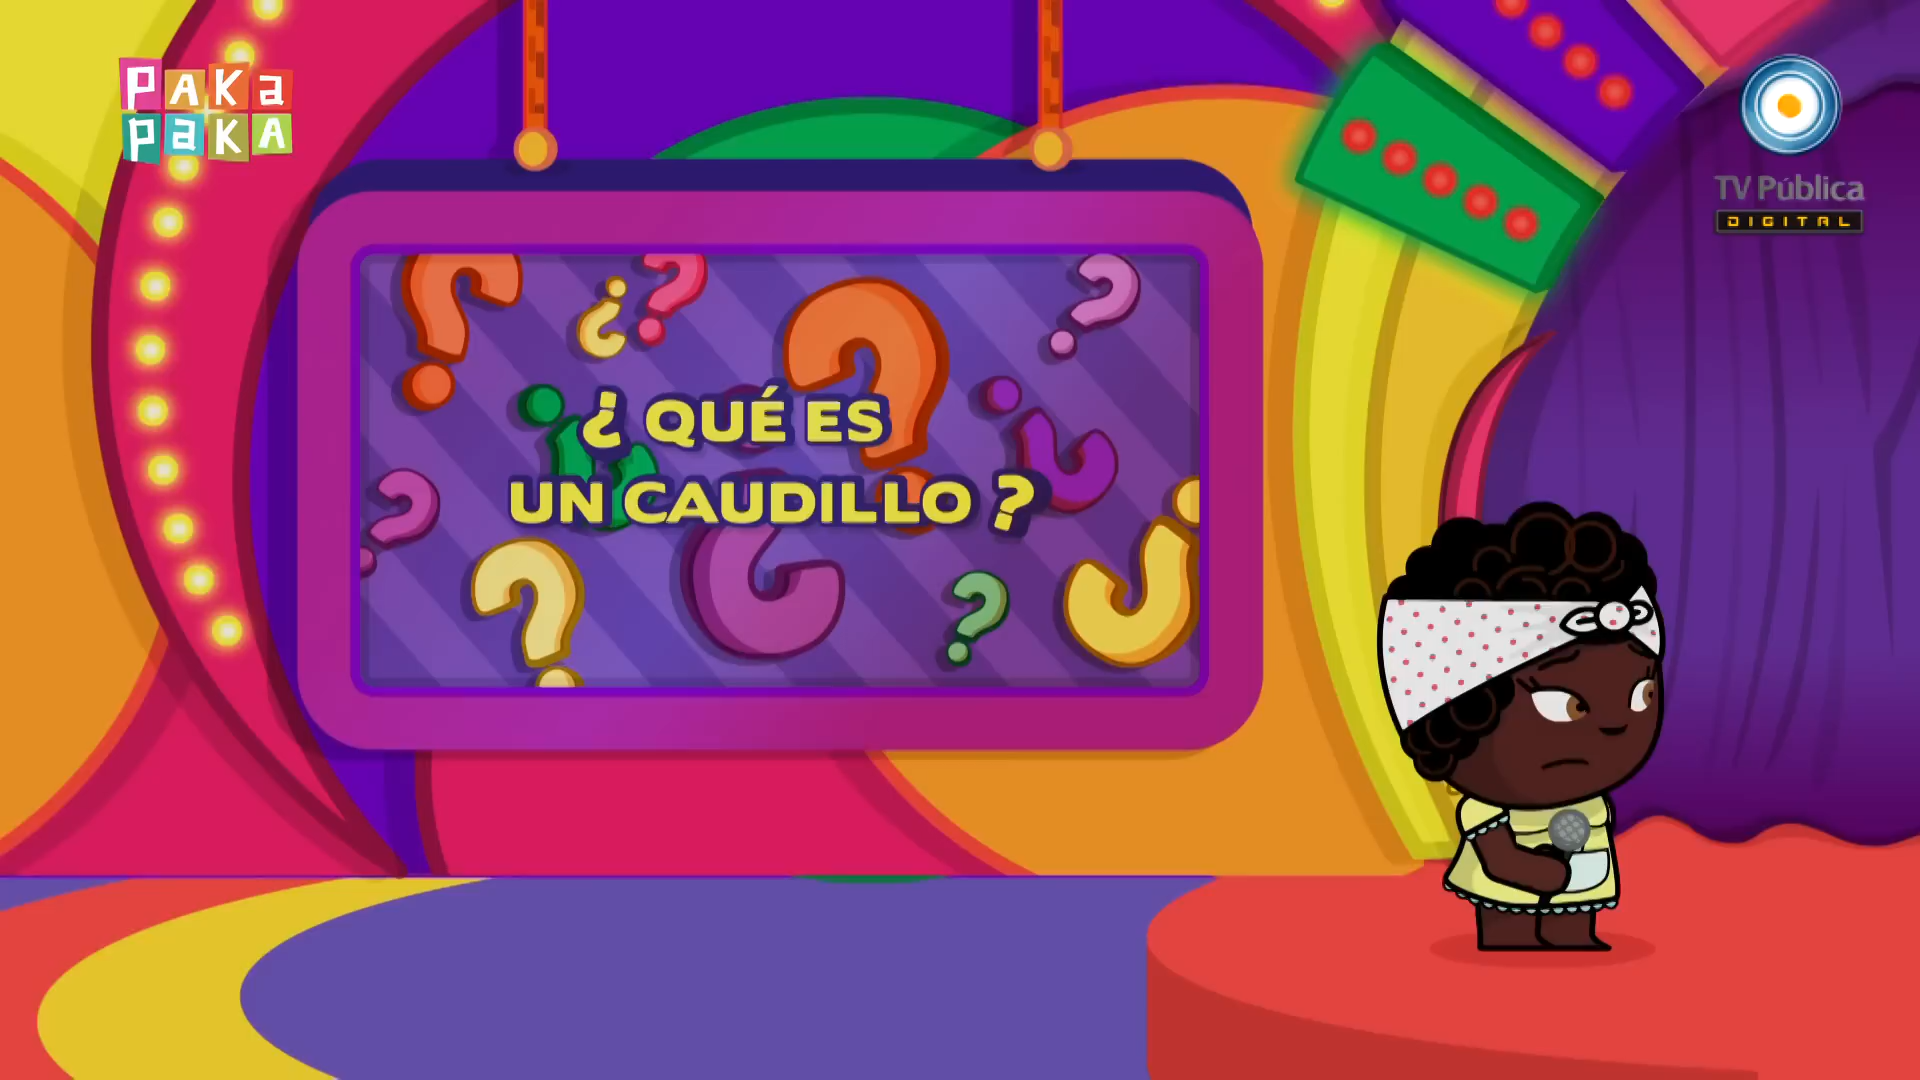 PAKA
PAKA
TV Pública
DIGITAL
¿ QUÉ ES
UN CAUDILLO ?